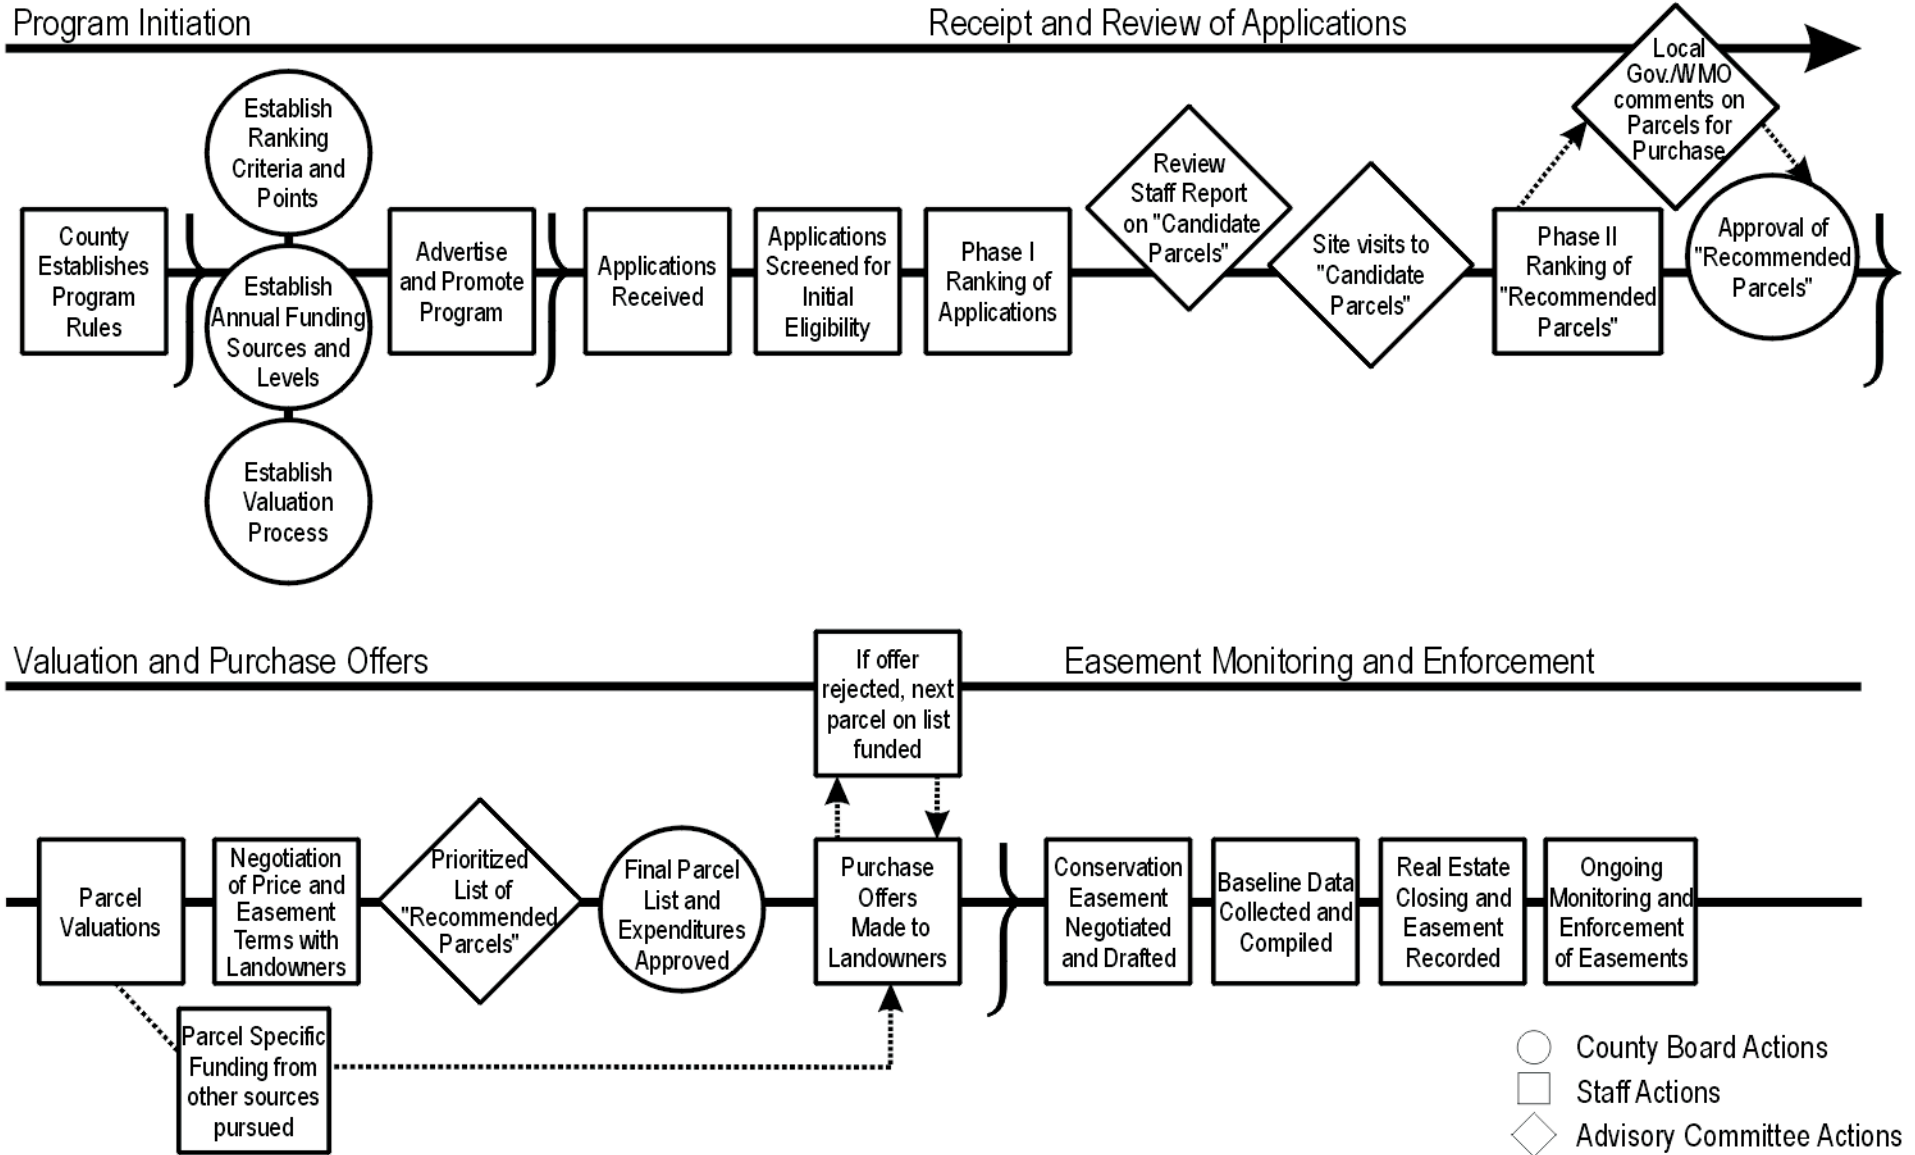 Program Initiation
Receipt and Review of Applications
Local
Gov./WMO
comments on
Parcels for
Purchase
Establish
Ranking
Criteria and
Points
County
Establishes
Program
Rules
Establish
Annual Funding
Sources and
Levels
Establish
Valuation
Process
Advertise
and Promote
Program
Applications
Received
Applications
Screened for
Initial
Eligibility
Phase I
Ranking of
Applications
Review
Staff Report
on "Candidate
Parcels"
Site visits to
"Candidate
Parcels"
Phase II
Ranking of
"Recommended
Parcels"
Approval of
"Recommended
Parcels"
Valuation and Purchase Offers
If offer
rejected, next
parcel on list
funded
Easement Monitoring and Enforcement
Parcel
Valuations
Negotiation
of Price and
Easement
Terms with
Landowners
Prioritized
List of
"Recommended
Parcels"
Final Parcel
List and
Expenditures
Approved
Purchase
Offers
Made to
Landowners
Conservation
Easement
Negotiated
and Drafted
Baseline Data
Collected and
Compiled
Real Estate
Closing and
Easement
Recorded
Ongoing
Monitoring and
Enforcement
of Easements
Parcel Specific
Funding from
other sources
pursued
County Board Actions
Staff Actions
Advisory Committee Actions